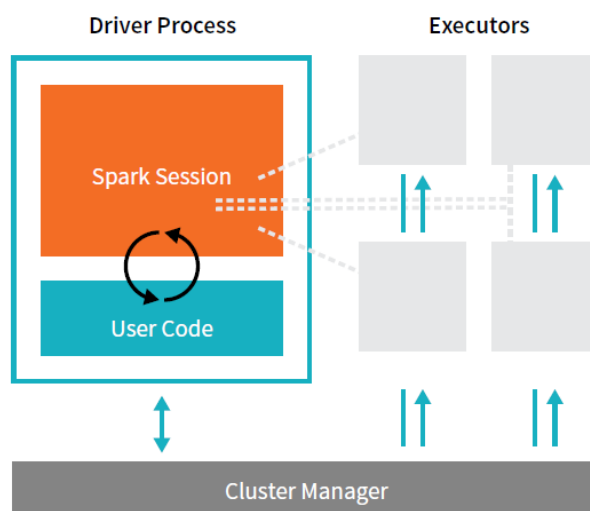 Driver Process
Executors
Spark Session
User Code
Cluster Manager